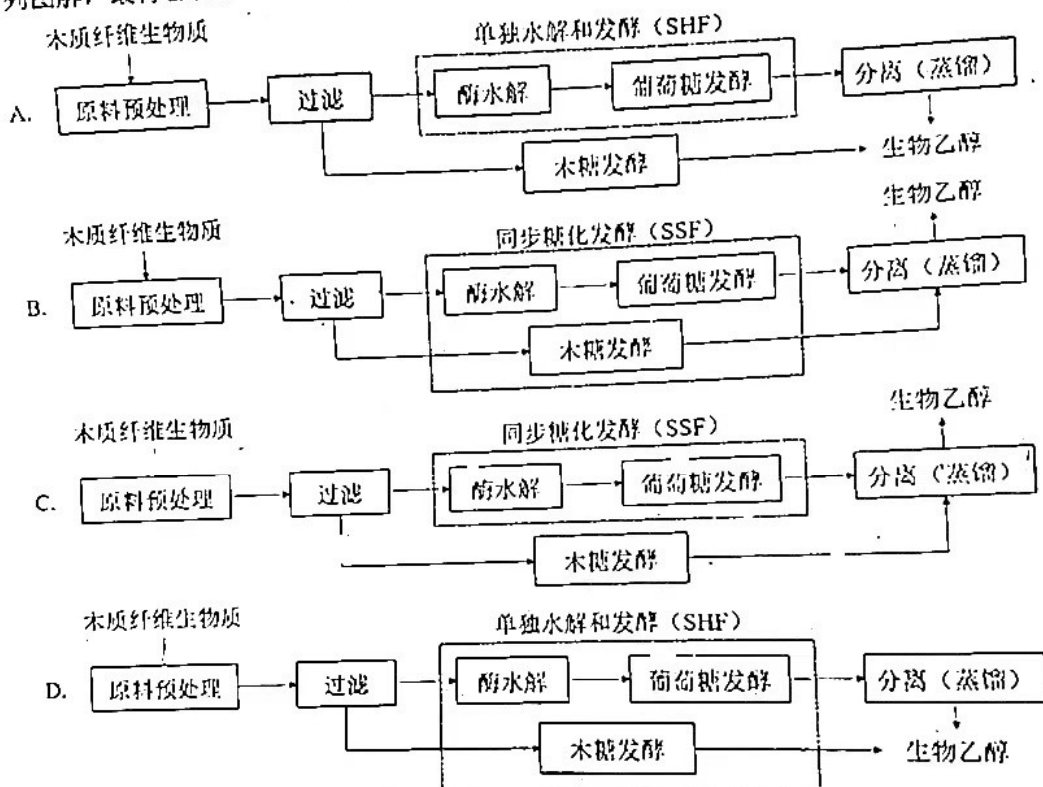 木质纤维生物质
单独水解和发酵（SHF）
A.
原料预处理
过滤
酶水解
葡萄糖发酵
分离（蒸馏）
木糖发酵
生物乙醇
生物乙醇
木质纤维生物质
同步糖化发酵（SSF）
B.
原料预处理
过滤
酶水解
葡萄糖发酵
分离（蒸馏）
木糖发酵
生物乙醇
木质纤维生物质
同步糖化发酵（SSF）
C.
原料预处理
过滤
酶水解
葡萄糖发酵
分离（蒸馏）
木糖发酵
木质纤维生物质
单独水解和发酵（SHF）
D.
原料预处理
过滤
酶水解
葡萄糖发酵
分离（蒸馏）
木糖发酵
生物乙醇